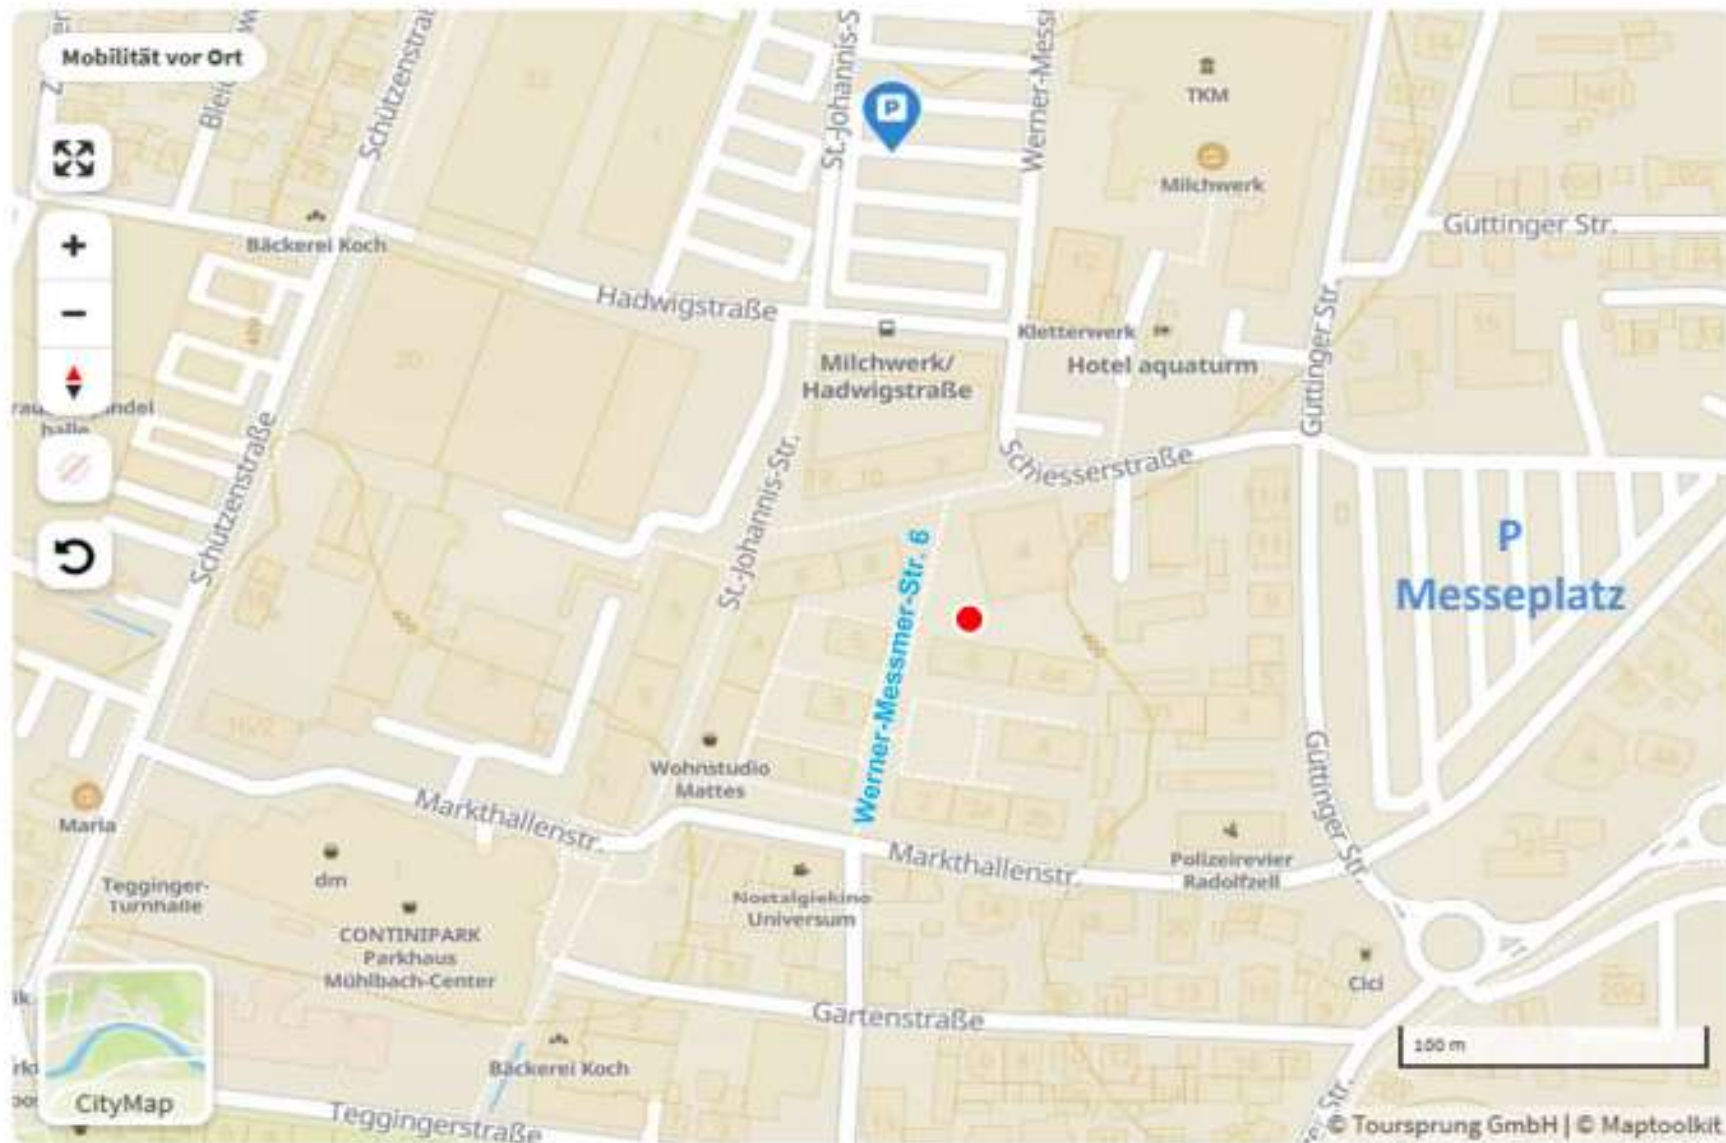 Mobilität vor Ort
Schützenstraß
St.-Johannis-S
Werner-Messi
P
TKM
Milchwerk
Güttinger Str.
Bäckerei Koch
Hadwigstraße
Güttinger Str.
Kletterwerk
Hotel aquaturm
Milchwerk/
Hadwigstraße
+
−
halle
Schützenstraße
St.-Johannis-Str.
Schiesserstraße
P
Messeplatz
Werner-Messmer-Str. 6
Wohnstudio
Mattes
Güttinger Str.
Maria
Markthallenstr.
Markthallenstr.
Polizeirevier
Radolfzell
dm
Tegginger-
Turnhalle
Nostalgiekino
Universum
CONTINIPARK
Parkhaus
Mühlbach-Center
Cici
Gartenstraße
100 m
Bäckerei Koch
CityMap
Teggingerstraße
Str.
© Toursprung GmbH | © Maptoolkit